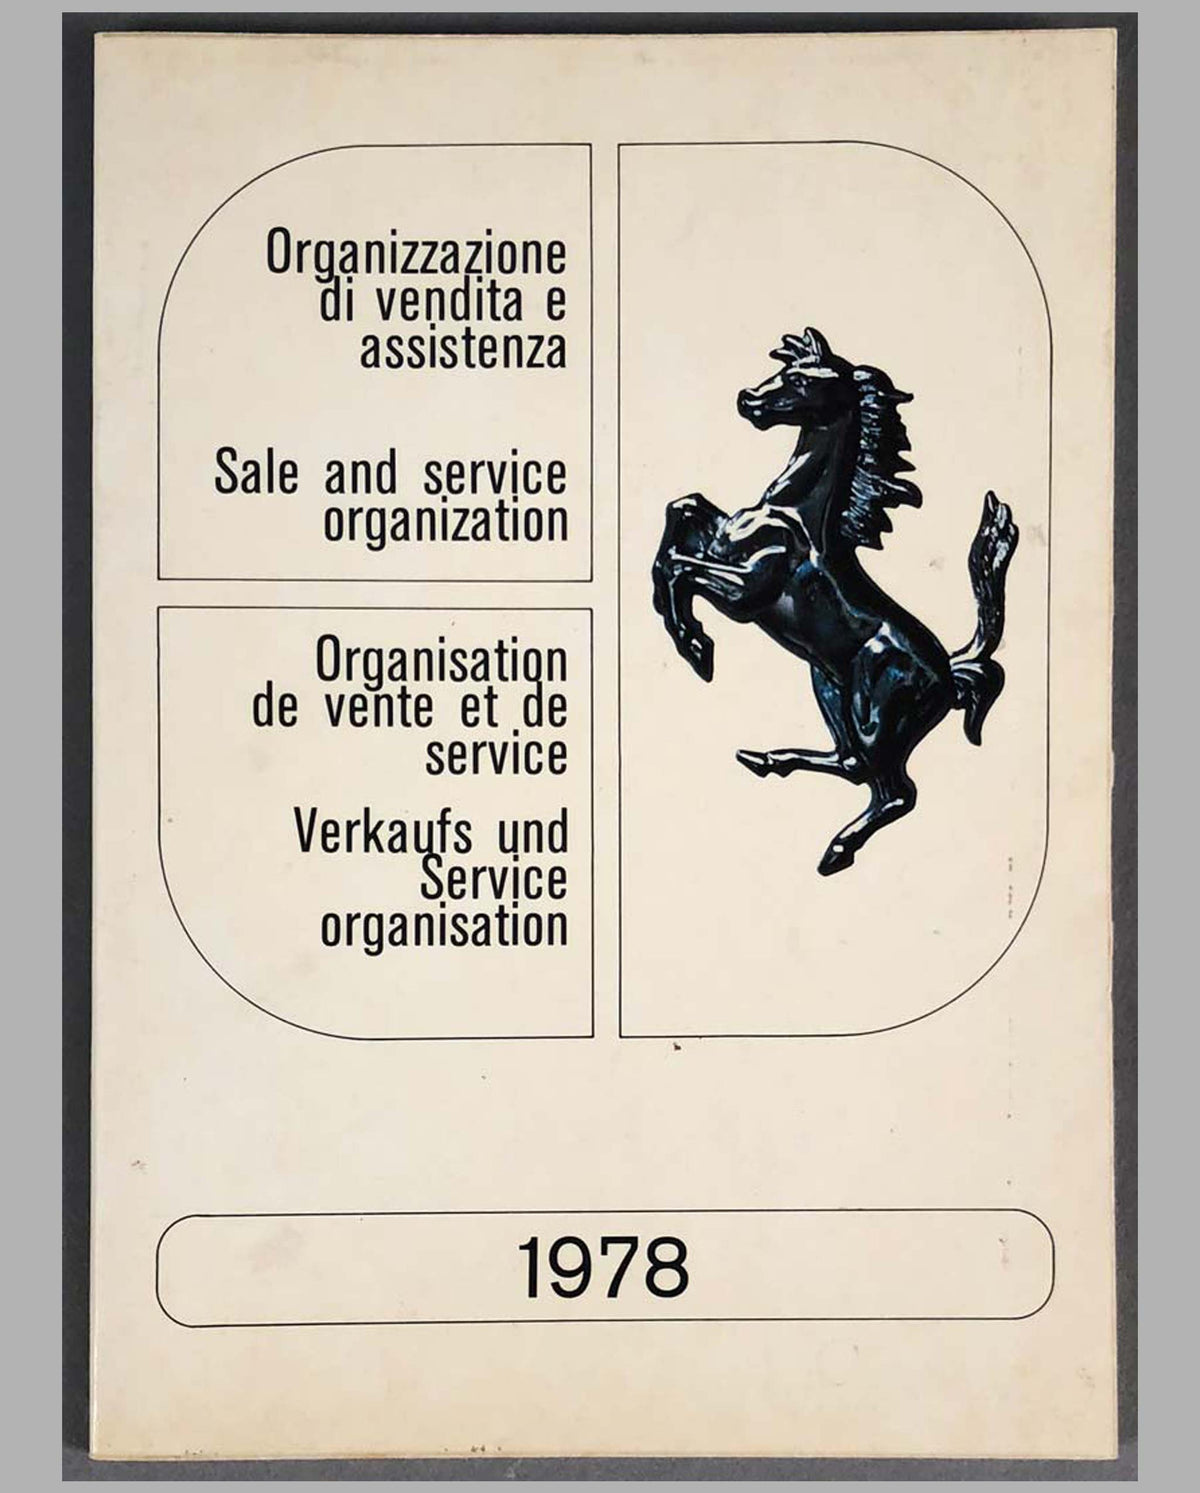 Organizzazione
di vendita e
assistenza
Sale and service
organization
Organisation
de vente et de
service
Verkaufs und
Service
organisation
1978